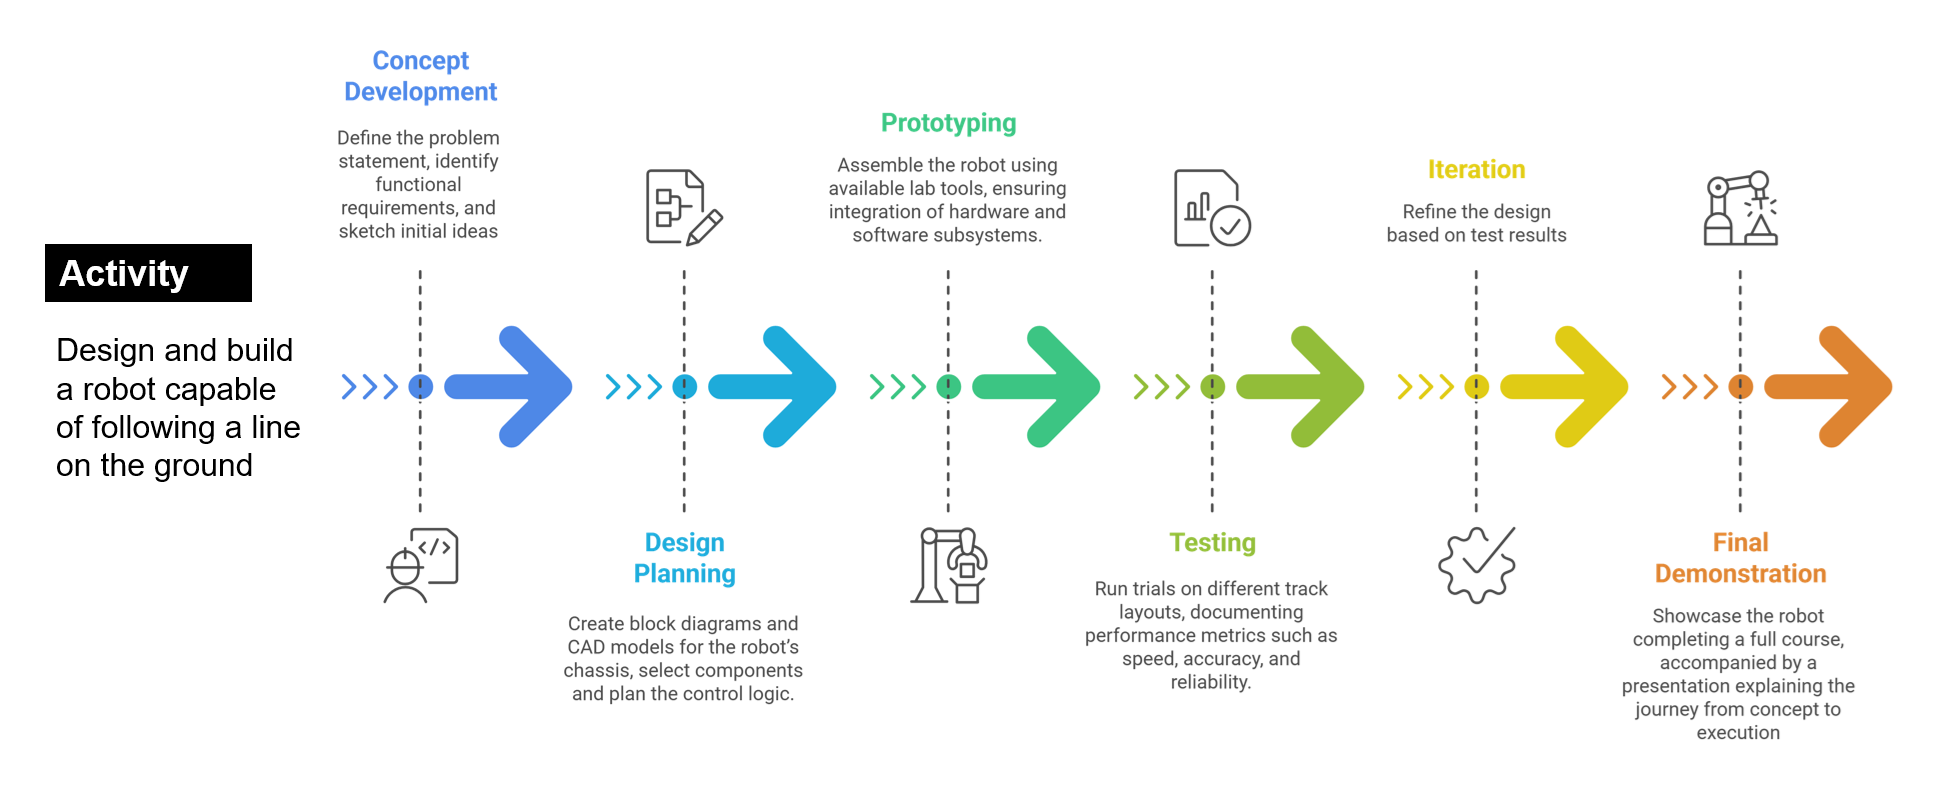 Activity
Design and build
a robot capable
of following a line
on the ground
Concept
Development
Define the problem
statement, identify
functional
requirements, and
sketch initial ideas
</>
Design
Planning
Create block diagrams and
CAD models for the robot's
chassis, select components
and plan the control logic.
Prototyping
Assemble the robot using
available lab tools, ensuring
integration of hardware and
software subsystems.
Testing
Run trials on different track
layouts, documenting
performance metrics such as
speed, accuracy, and
reliability.
Iteration
Refine the design
based on test results
Final
Demonstration
Showcase the robot
completing a full course,
accompanied by a
presentation explaining the
journey from concept to
execution